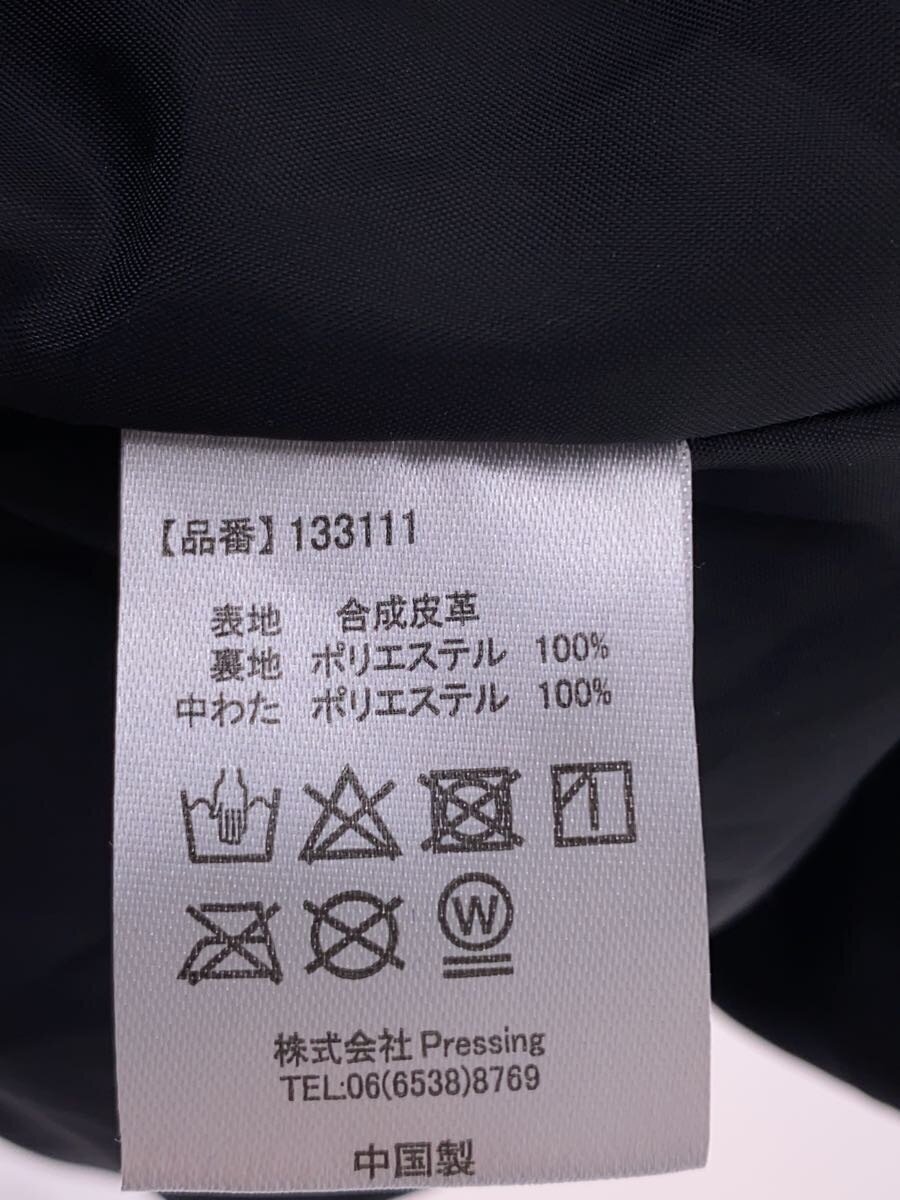 【品番】133111
表地 合成皮革
裏地 ポリエステル 100%
中わた ポリエステル 100%
W
株式会社 Pressing
TEL:06(6538)8769
中国製